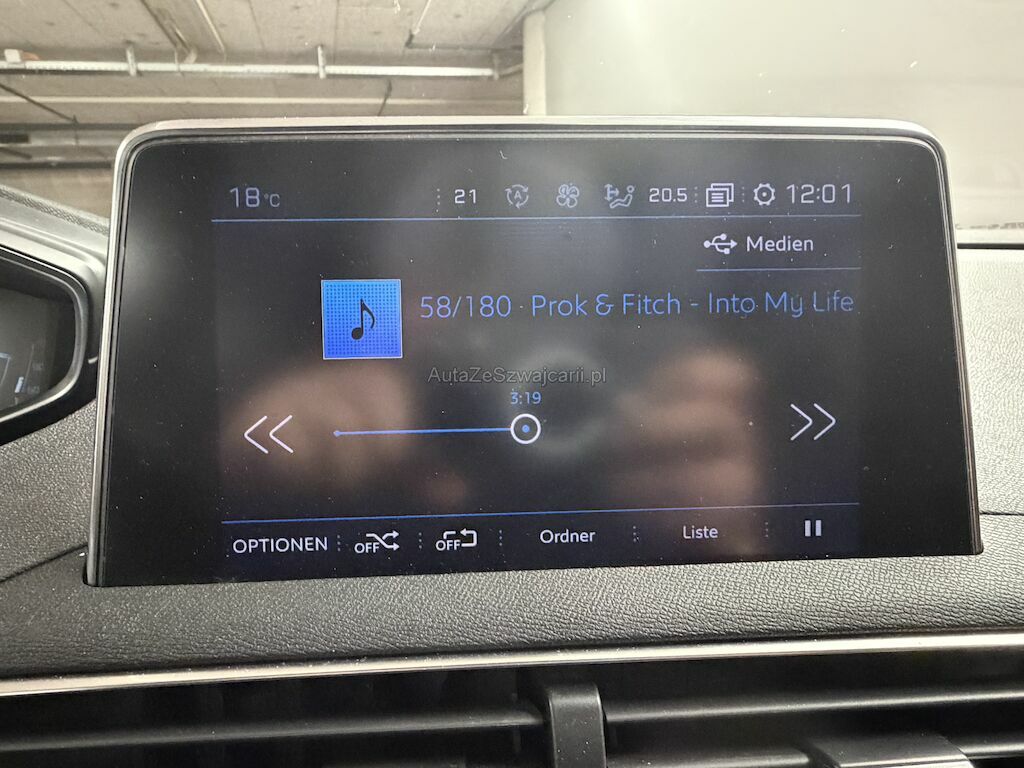 18°C 21 A 20.5 12:01
Medien
58/180 · Prok & Fitch - Into My Life
AutaZeSzwajcarii.pl
3:19
OPTIONEN OFF OFF Ordner Liste